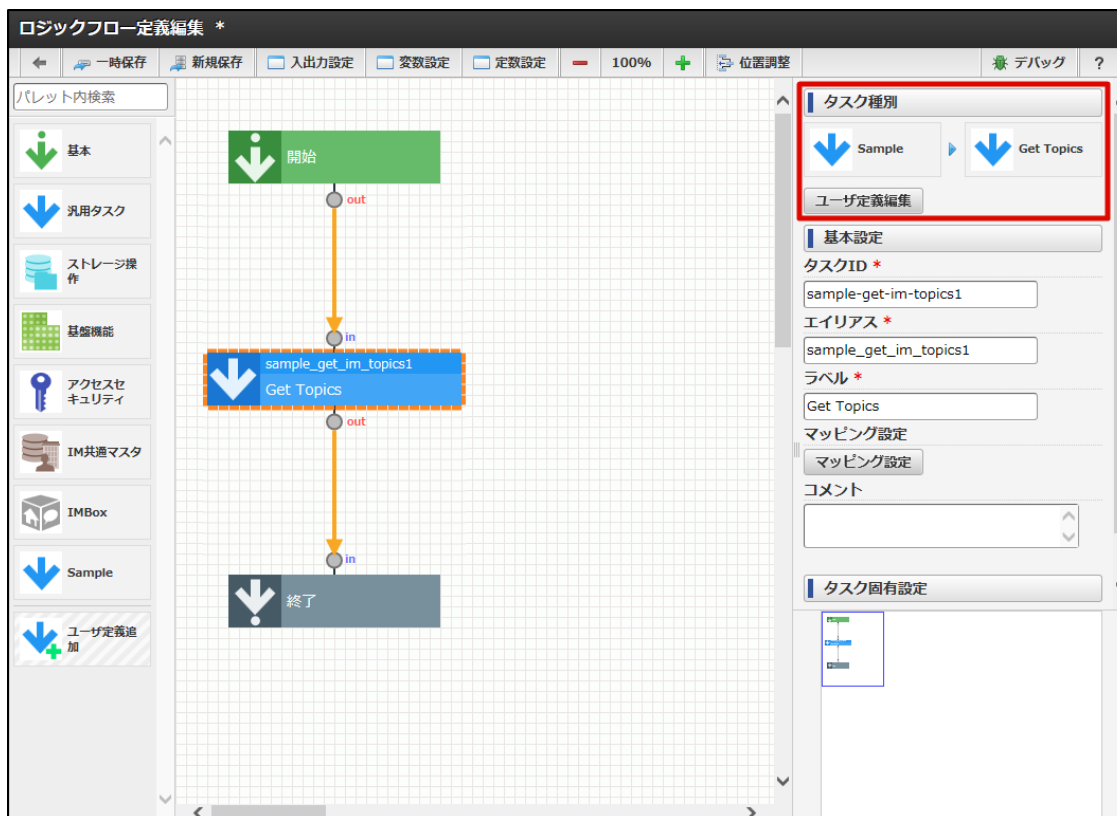 ロジックフロー定義編集 *
一時保存 新規保存 入出力設定 変数設定 定数設定 100% 位置調整 デバッグ ?
パレット内検索
基本
汎用タスク
ストレージ操
作
基盤機能
アクセスセ
キュリティ
IM共通マスタ
IMBox
Sample
ユーザ定義追
加
開始
out
in
sample_get_im_topics1
Get Topics
out
in
終了
タスク種別
Sample
Get Topics
ユーザ定義編集
基本設定
タスクID *
sample-get-im-topics1
エイリアス *
sample_get_im_topics1
ラベル *
Get Topics
マッピング設定
マッピング設定
コメント
タスク固有設定